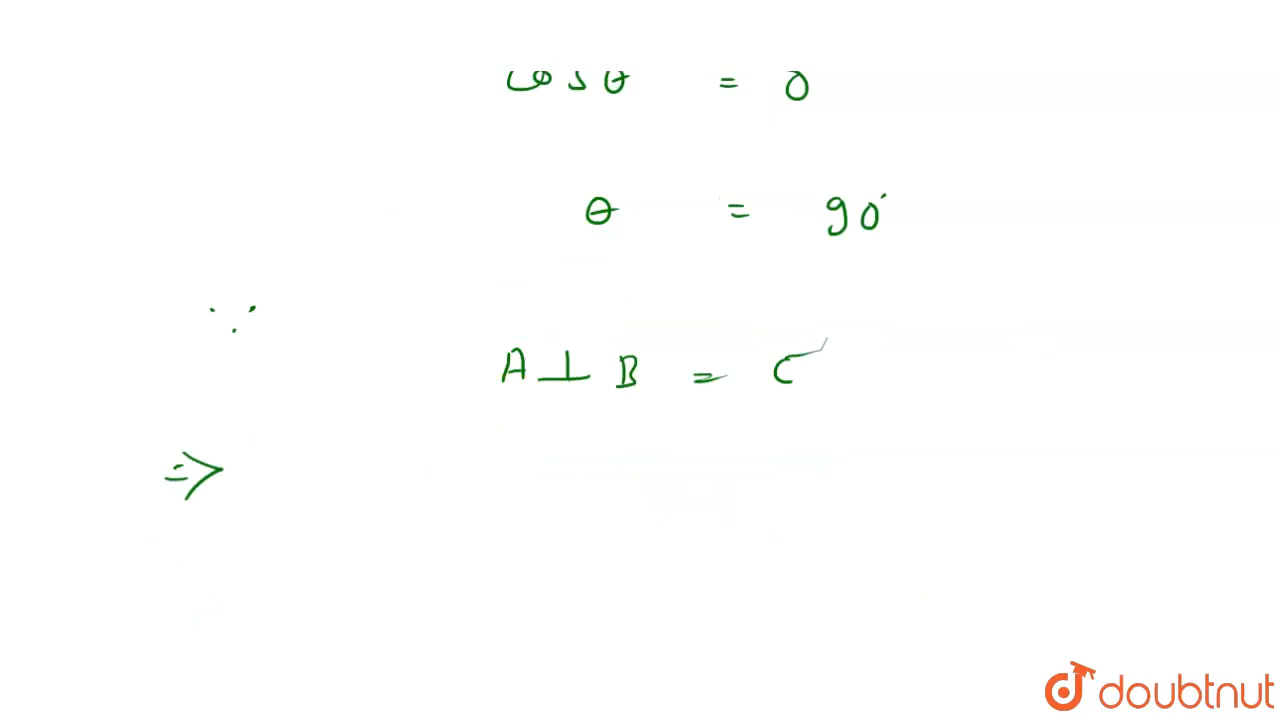 cos θ = 0
θ = 90°
∵
A ⊥ B = C
⇒
doubtnut